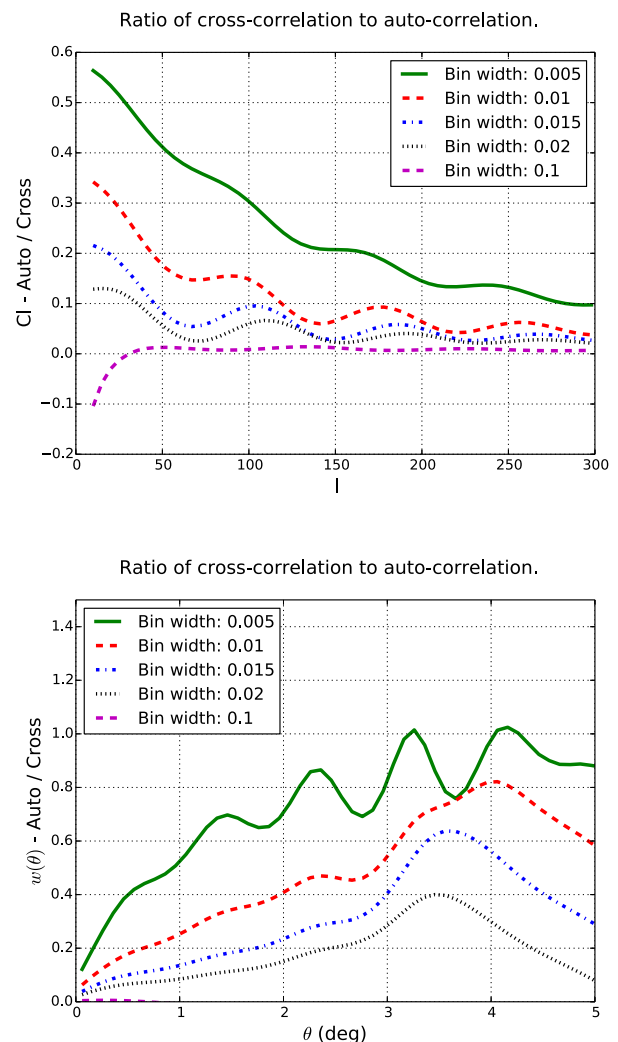 Ratio of cross-correlation to auto-correlation.
0.6
0.5
0.4
0.3
0.2
0.1
0.0
−0.1
−0.2
Cl - Auto / Cross
Bin width: 0.005
Bin width: 0.01
Bin width: 0.015
Bin width: 0.02
Bin width: 0.1
0 50 100 150 200 250 300
l
Ratio of cross-correlation to auto-correlation.
1.4
1.2
1.0
0.8
0.6
0.4
0.2
0.0
w(θ) - Auto / Cross
Bin width: 0.005
Bin width: 0.01
Bin width: 0.015
Bin width: 0.02
Bin width: 0.1
0 1 2 3 4 5
θ (deg)